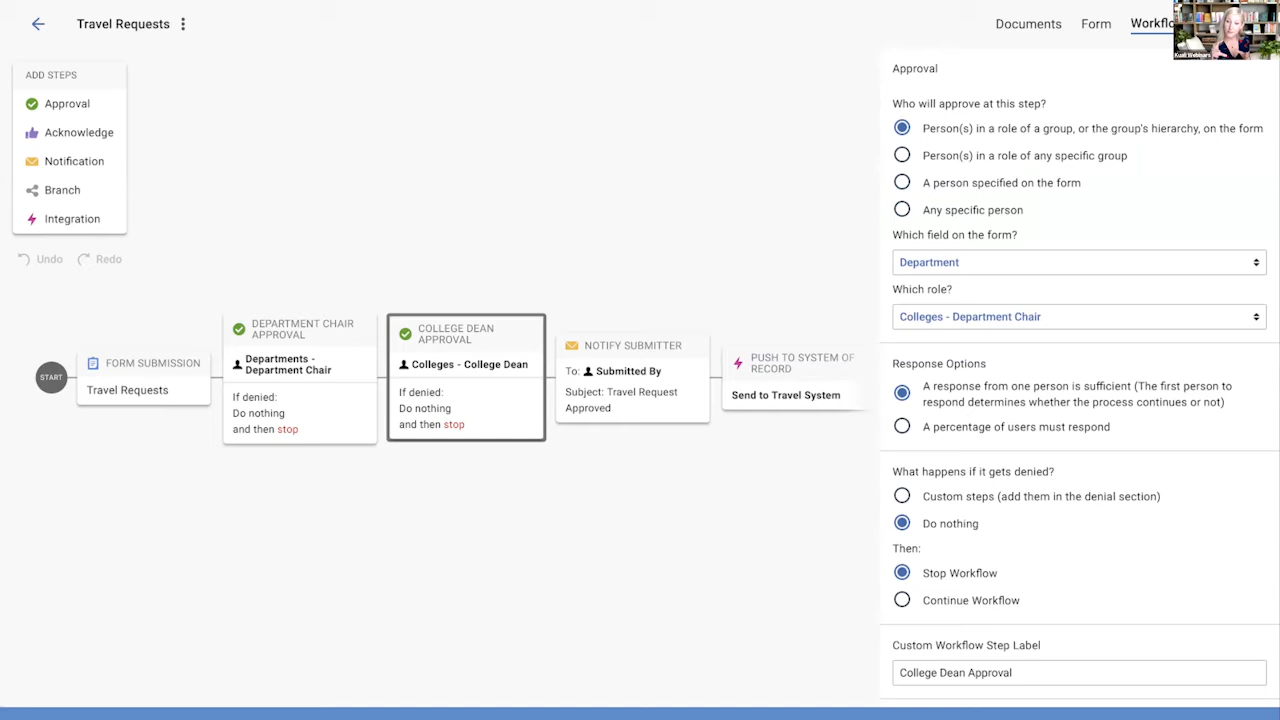 Travel Requests
Documents
Form
Workflo
Kuali Webinars
ADD STEPS
Approval
Acknowledge
Notification
Branch
Integration
Undo
Redo
START
FORM SUBMISSION
Travel Requests
DEPARTMENT CHAIR
APPROVAL
Departments -
Department Chair
If denied:
Do nothing
and then stop
COLLEGE DEAN
APPROVAL
Colleges - College Dean
If denied:
Do nothing
and then stop
NOTIFY SUBMITTER
To: Submitted By
Subject: Travel Request
Approved
PUSH TO SYSTEM OF
RECORD
Send to Travel System
Approval
Who will approve at this step?
Person(s) in a role of a group, or the group's hierarchy, on the form
Person(s) in a role of any specific group
A person specified on the form
Any specific person
Which field on the form?
Department
Which role?
Colleges - Department Chair
Response Options
A response from one person is sufficient (The first person to
respond determines whether the process continues or not)
A percentage of users must respond
What happens if it gets denied?
Custom steps (add them in the denial section)
Do nothing
Then:
Stop Workflow
Continue Workflow
Custom Workflow Step Label
College Dean Approval